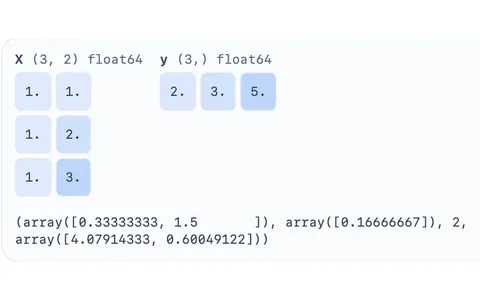 X (3, 2) float64 y (3,) float64
1. 1. 2. 3. 5.
1. 2.
1. 3.
(array([0.33333333, 1.5       ]), array([0.16666667]), 2,
array([4.07914333, 0.60049122]))